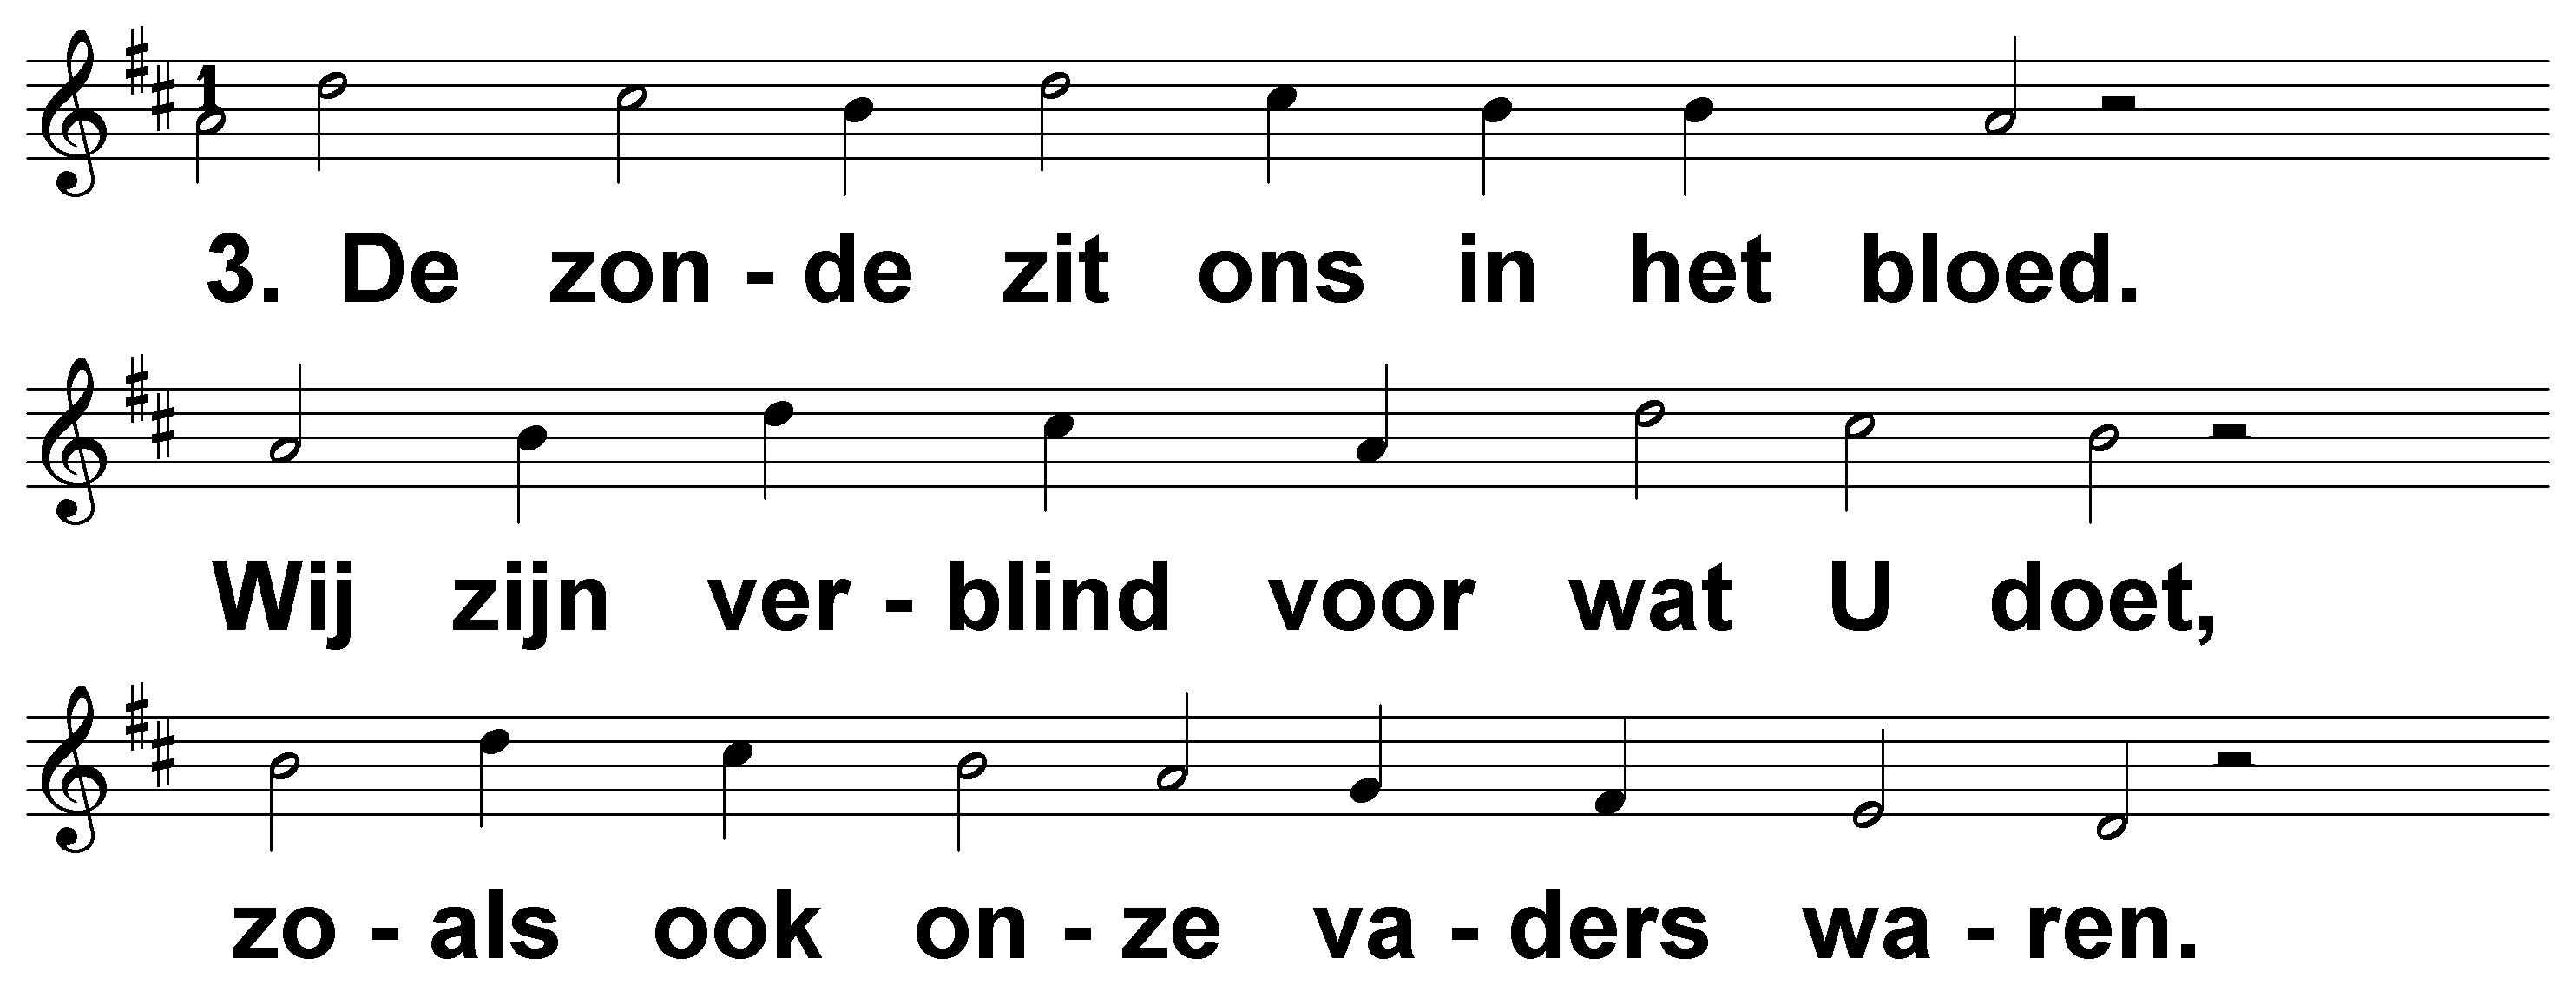 1
3. De zon - de zit ons in het bloed.
Wij zijn ver - blind voor wat U doet,
zo - als ook on - ze va - ders wa - ren.